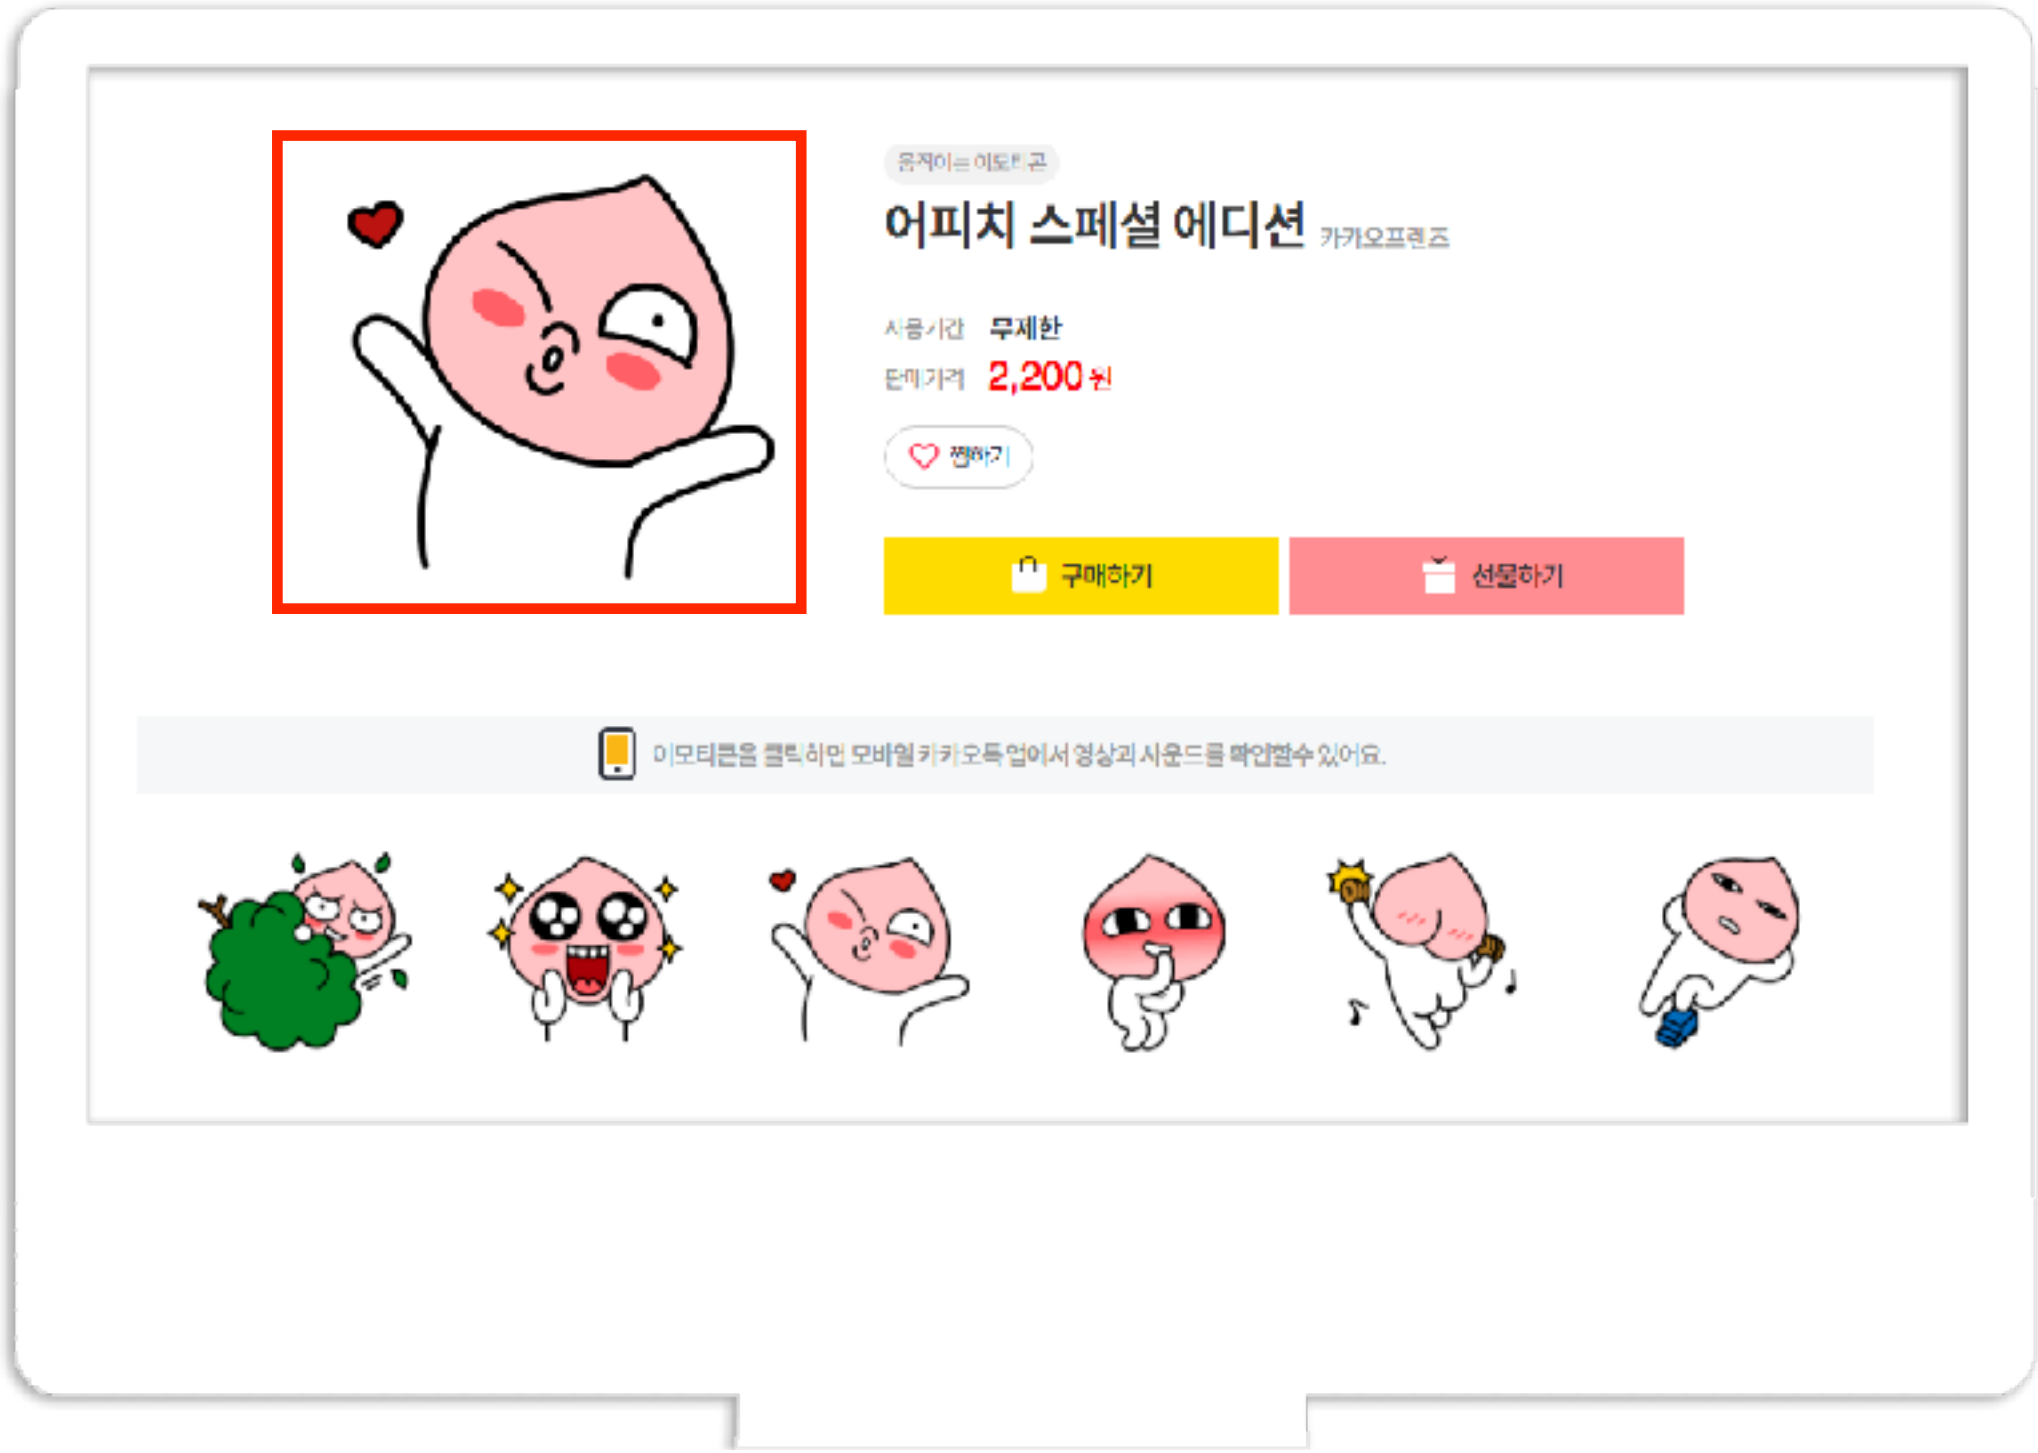 움직이는 이모티콘
어피치 스페셜 에디션 카카오프렌즈
사용기간 무제한
판매가격 2,200원
찜하기
구매하기
선물하기
이모티콘을 클릭하면 모바일 카카오톡 앱에서 영상과 사운드를 확인할수 있어요.